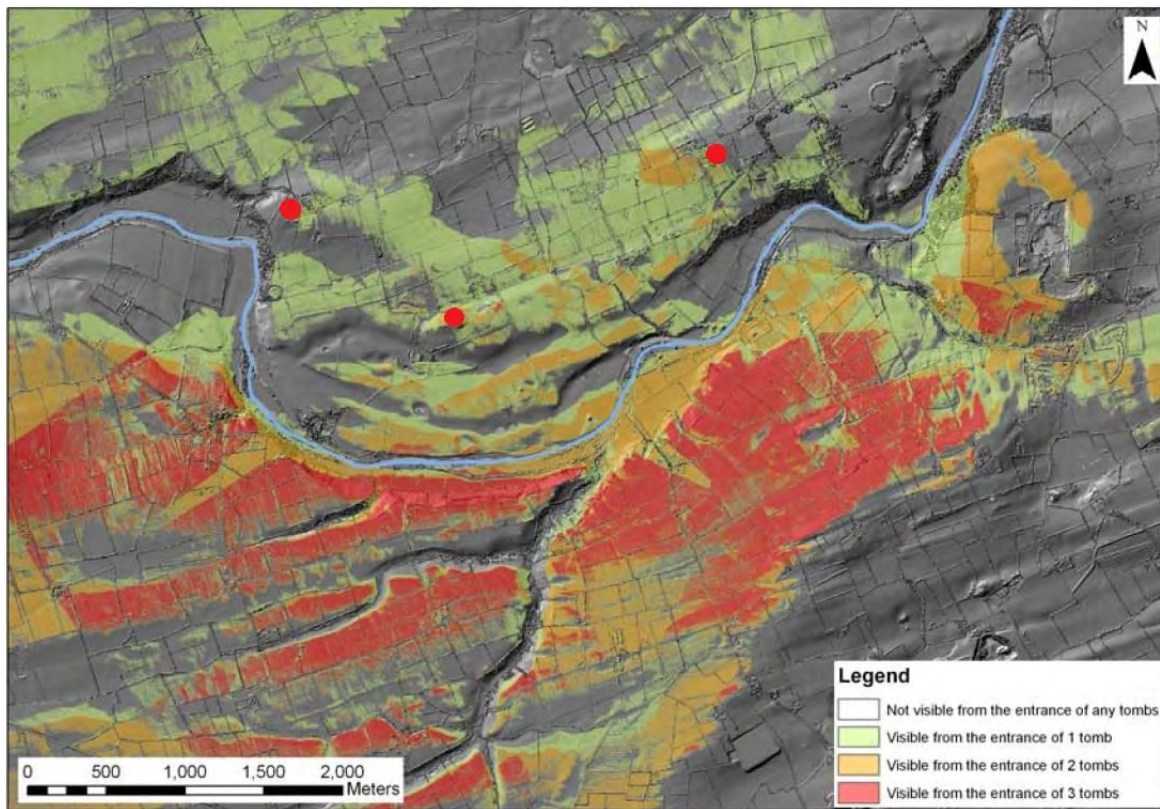 N
Legend
Not visible from the entrance of any tombs
Visible from the entrance of 1 tomb
Visible from the entrance of 2 tombs
Visible from the entrance of 3 tombs
0 500 1,000 1,500 2,000
Meters